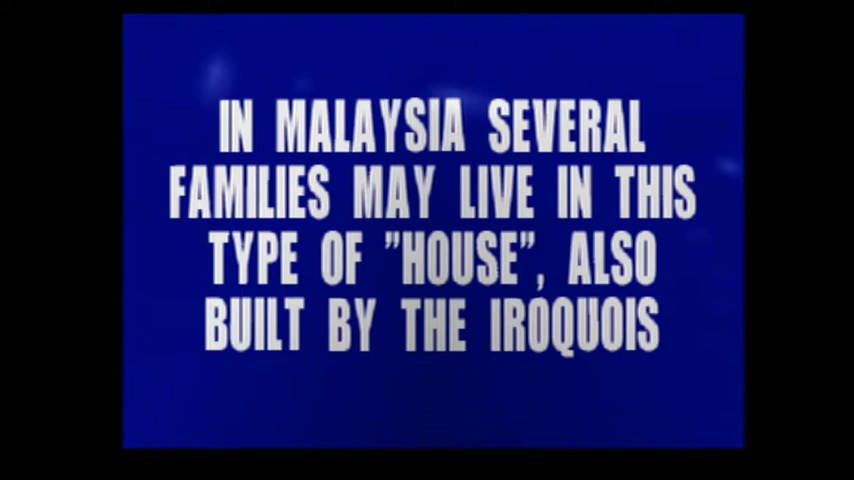 IN MALAYSIA SEVERAL
FAMILIES MAY LIVE IN THIS
TYPE OF "HOUSE", ALSO
BUILT BY THE IROQUOIS